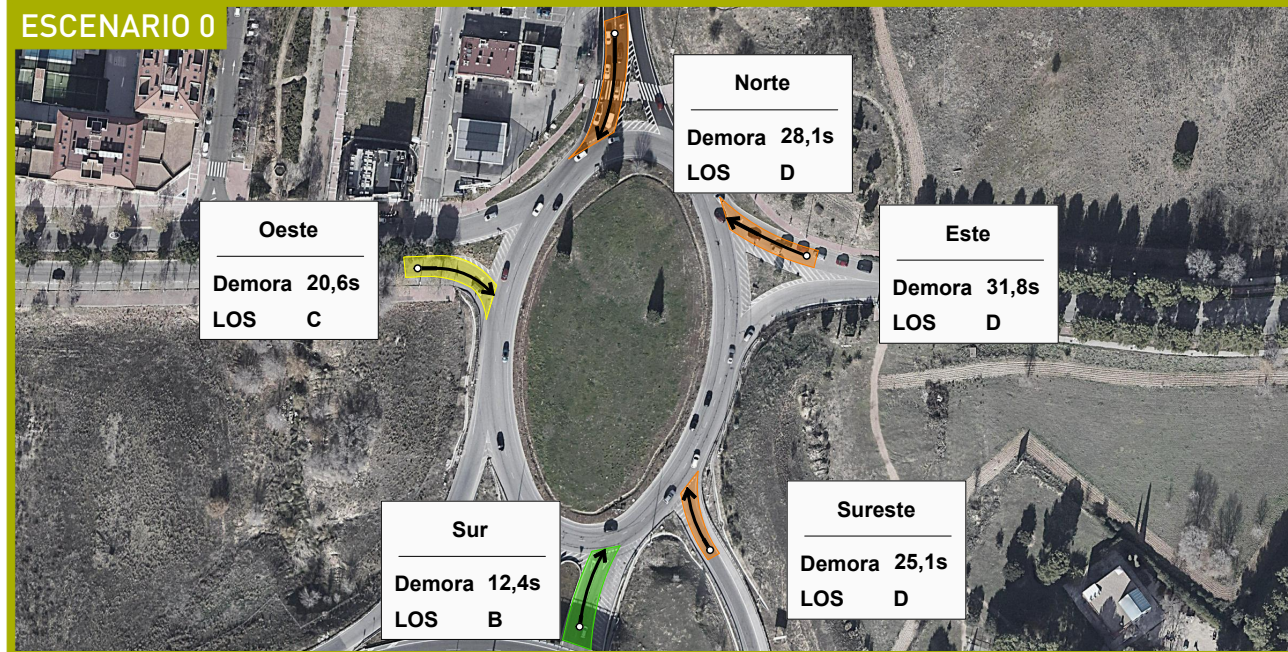 ESCENARIO 0
Norte
Demora 28,1s
LOS D
Oeste
Demora 20,6s
LOS C
Este
Demora 31,8s
LOS D
Sur
Demora 12,4s
LOS B
Sureste
Demora 25,1s
LOS D